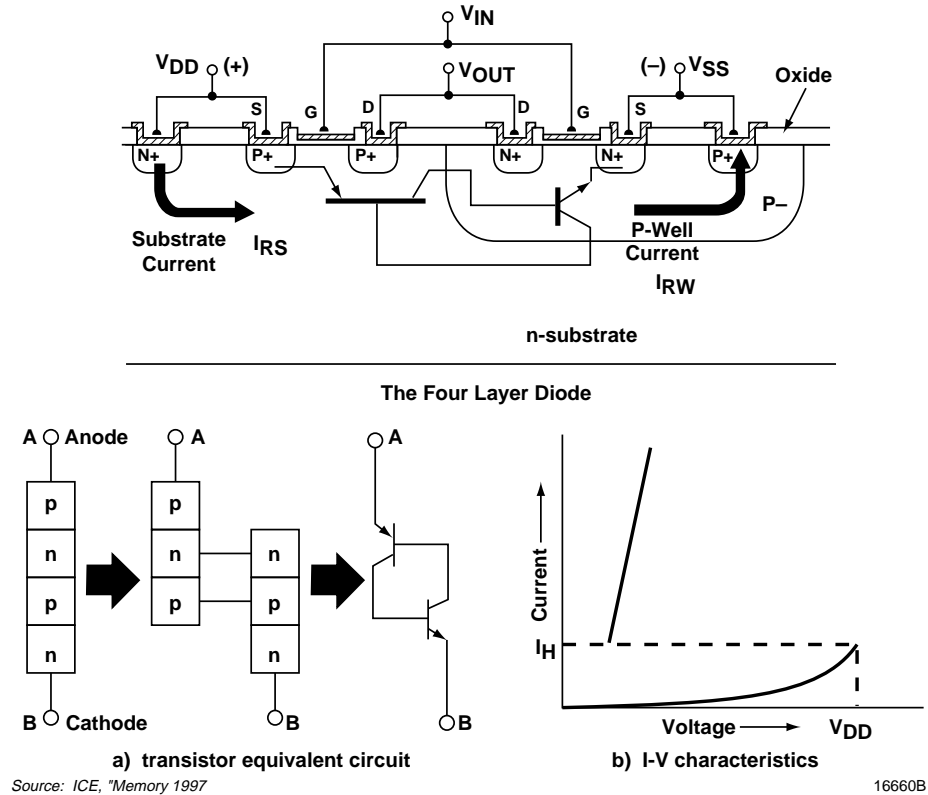 VIN
VDD (+)
VOUT
(–) VSS
Oxide
S
G
D
D
G
S
N+
P+
P+
N+
N+
P+
P–
Substrate
Current
IRS
P-Well
Current
IRW
n-substrate
The Four Layer Diode
A Anode
A
A
p
n
p
n
p
n
p
n
p
n
B Cathode
B
B
Current
IH
Voltage
VDD
a) transistor equivalent circuit
b) I-V characteristics
Source: ICE, "Memory 1997
16660B